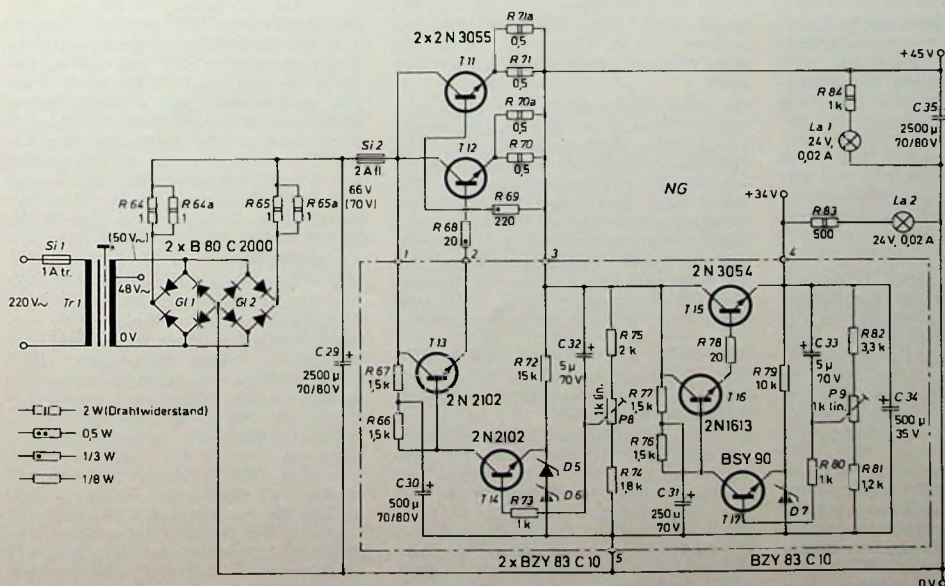 R 71a
0,5
2 x 2 N 3055
T 11
R 71
0,5
R 70a
0,5
T 12
R 70
0,5
R 69
220
R 68
20
Si 2
2 A fl.
66 V
(70 V)
R 64
1
R 64a
1
R 65
1
R 65a
1
(50 V~)
2 x B 80 C 2000
Si 1
1 A tr.
220 V~
Tr 1
48 V~
0 V
Gl 1
Gl 2
C 29
2500 µ
70/80 V
NG
+45 V
R 84
1k
La 1
24 V,
0,02 A
C 35
2500 µ
70/80 V
+34 V
R 83
500
La 2
24 V, 0,02 A
1
2
3
4
2 N 3054
T 15
T 13
R 67
1,5 k
2 N 2102
R 66
1,5 k
2 N 2102
T 14
C 30
500 µ
70/80 V
R 73
1 k
R 72
15 k
C 32
5 µ
70 V
D 5
D 6
R 75
2 k
1k lin.
P 8
R 74
1,8 k
R 77
1,5 k
R 76
1,5 k
C 31
250 µ
70 V
R 78
20
T 16
2N1613
BSY 90
T 17
R 79
10 k
D 7
C 33
5 µ
70 V
R 82
3,3 k
P 9
1k lin.
C 34
500 µ
35 V
R 80
1 k
R 81
1,2 k
2 W (Drahtwiderstand)
0,5 W
1/3 W
1/8 W
2 x BZY 83 C 10
5
BZY 83 C 10
0 V